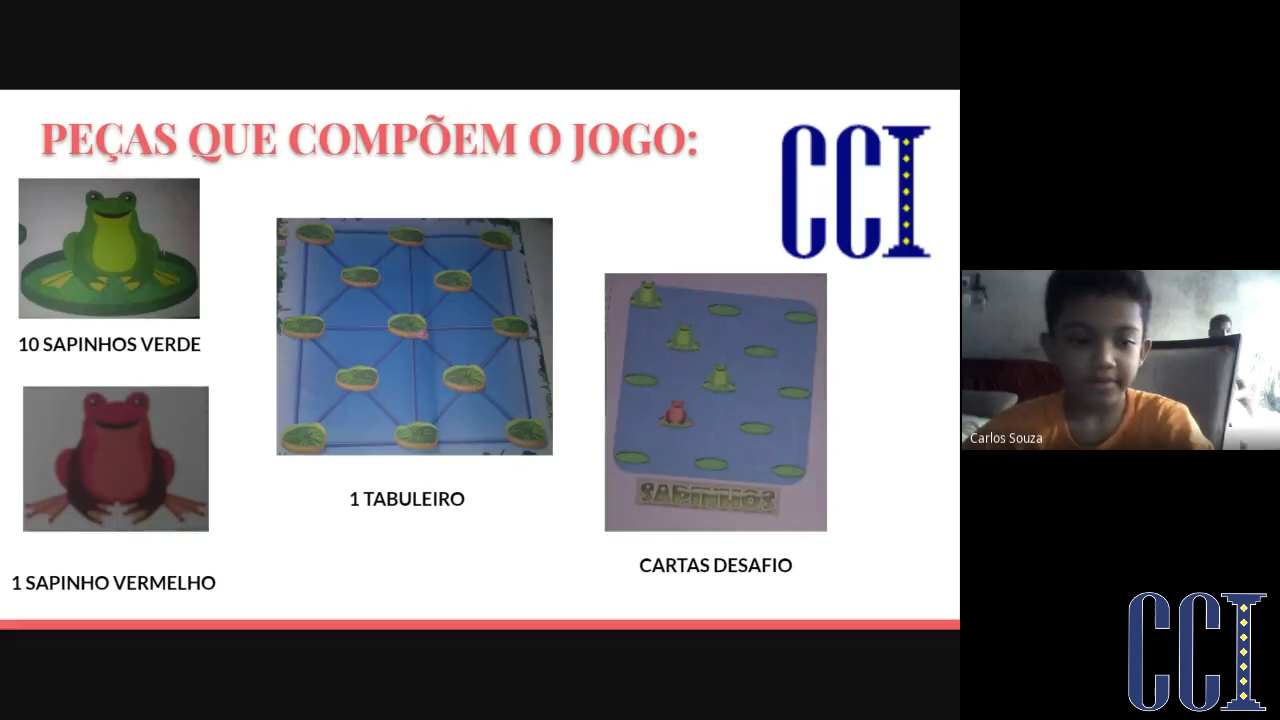 PEÇAS QUE COMPÕEM O JOGO:
CCI
10 SAPINHOS VERDE
1 TABULEIRO
SAPINHOS
CARTAS DESAFIO
1 SAPINHO VERMELHO
Carlos Souza
CCI